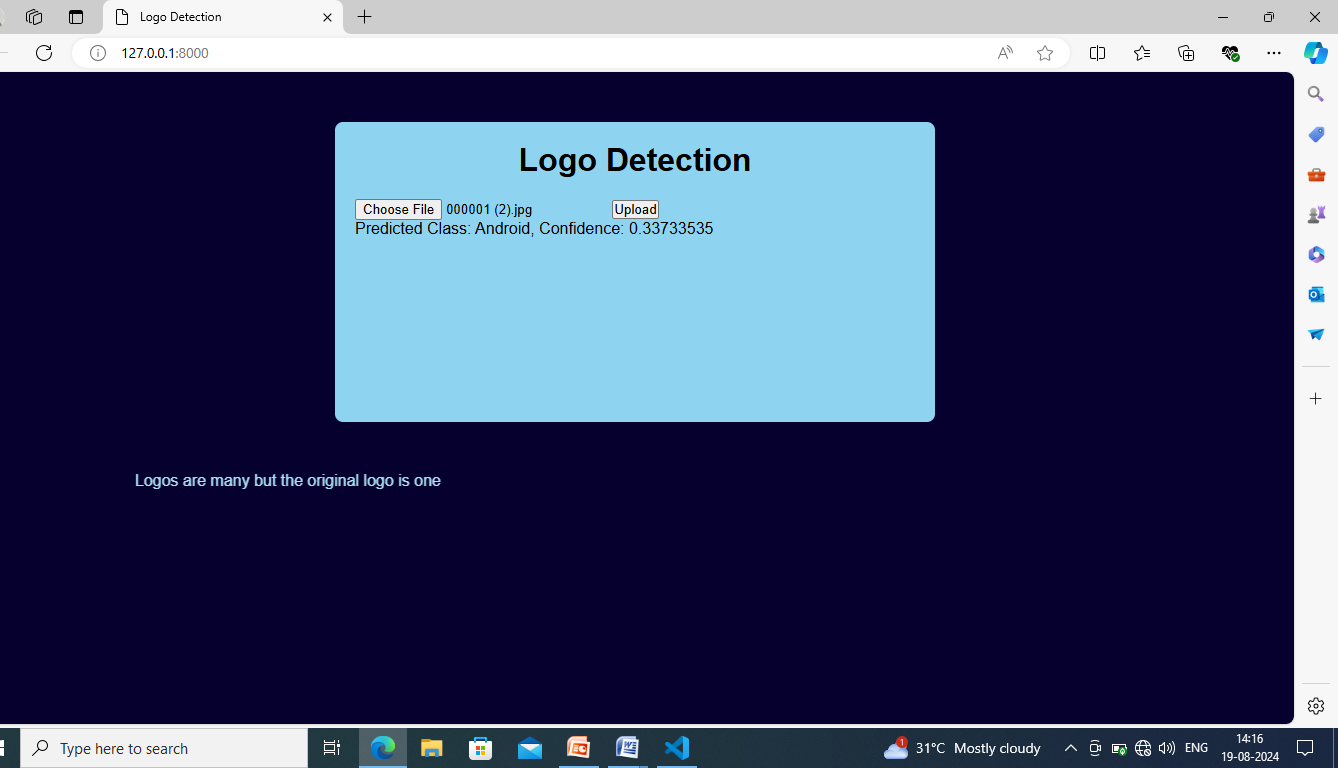 Logo Detection
127.0.0.1:8000
Logo Detection
Choose File 000001 (2).jpg Upload
Predicted Class: Android, Confidence: 0.33733535
Logos are many but the original logo is one
Type here to search
1
31°C Mostly cloudy
ENG
14:16
19-08-2024